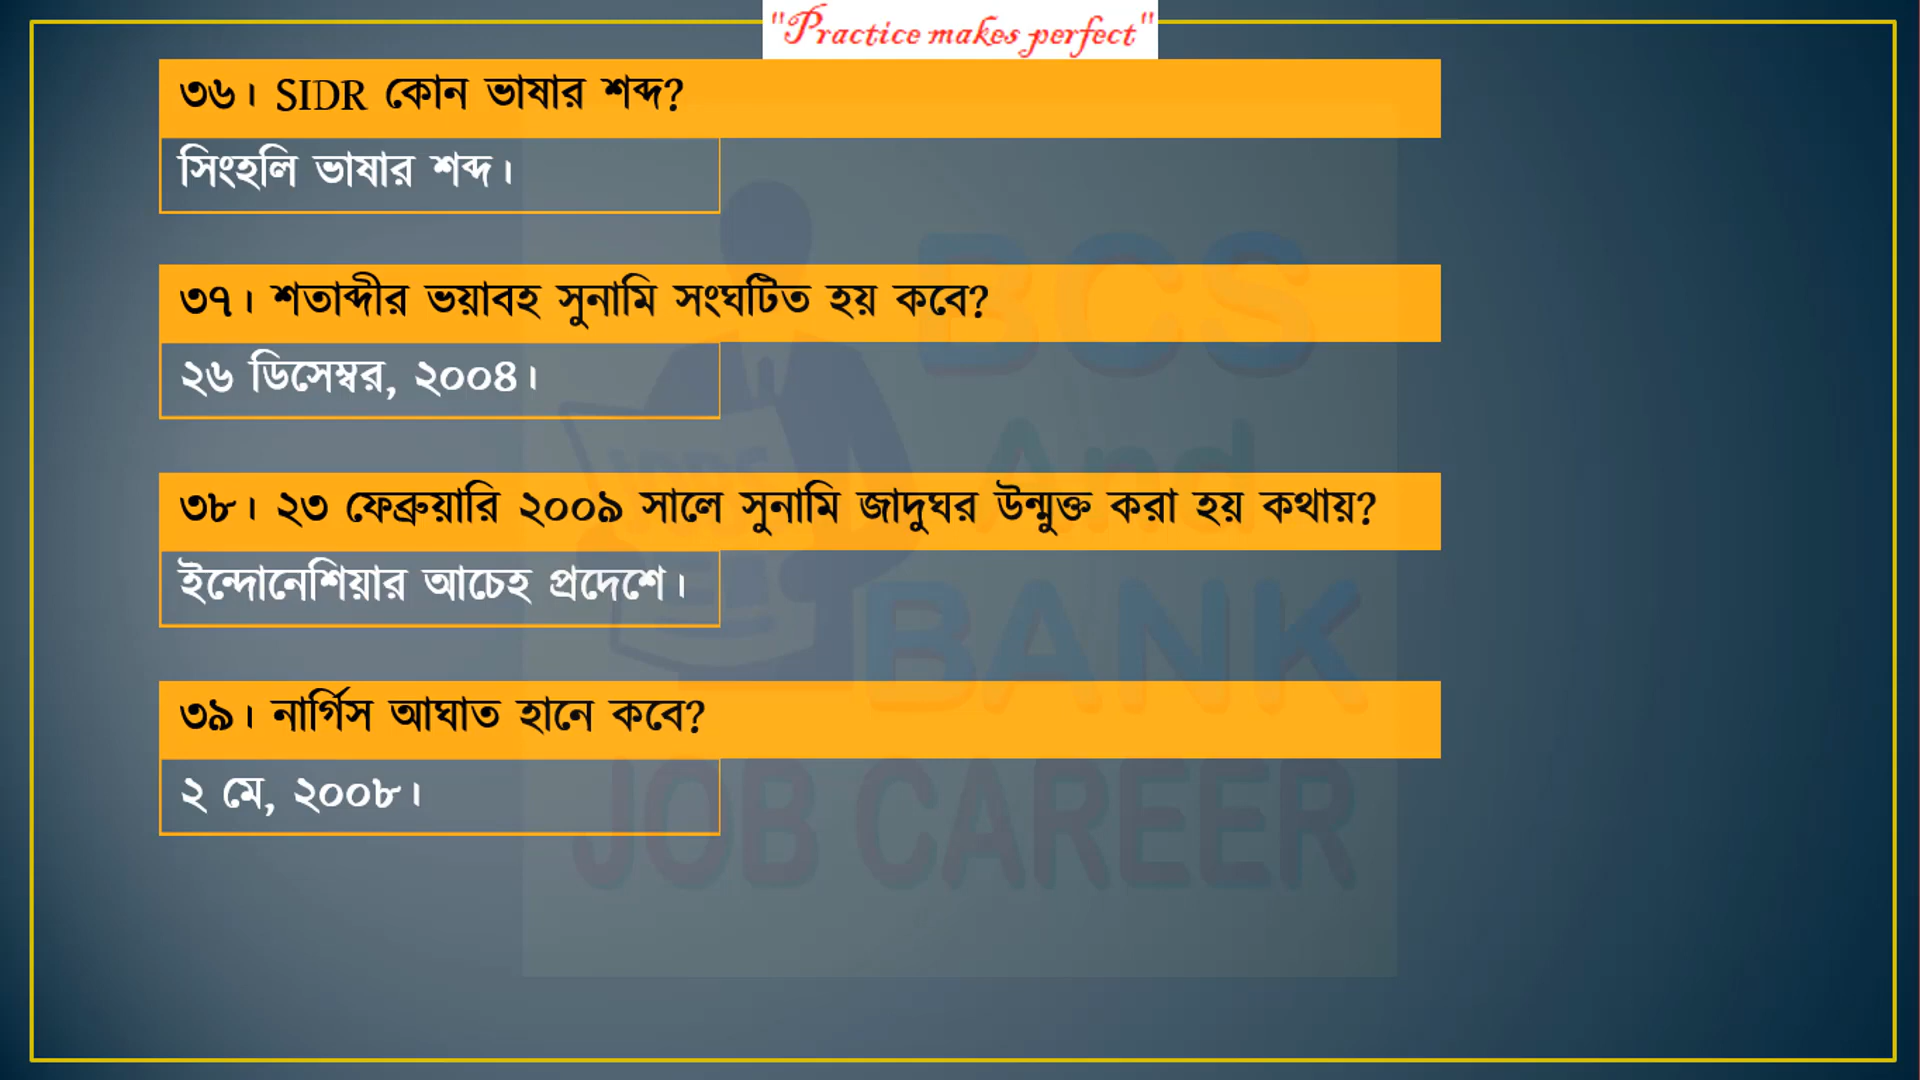 "Practice makes perfect"
৩৬। SIDR কোন ভাষার শব্দ?
সিংহলি ভাষার শব্দ।
৩৭। শতাব্দীর ভয়াবহ সুনামি সংঘটিত হয় কবে?
২৬ ডিসেম্বর, ২০০৪।
৩৮। ২৩ ফেব্রুয়ারি ২০০৯ সালে সুনামি জাদুঘর উন্মুক্ত করা হয় কথায়?
ইন্দোনেশিয়ার আচেহ প্রদেশে।
৩৯। নার্গিস আঘাত হানে কবে?
২ মে, ২০০৮।
BCS
And
BANK
JOB CAREER